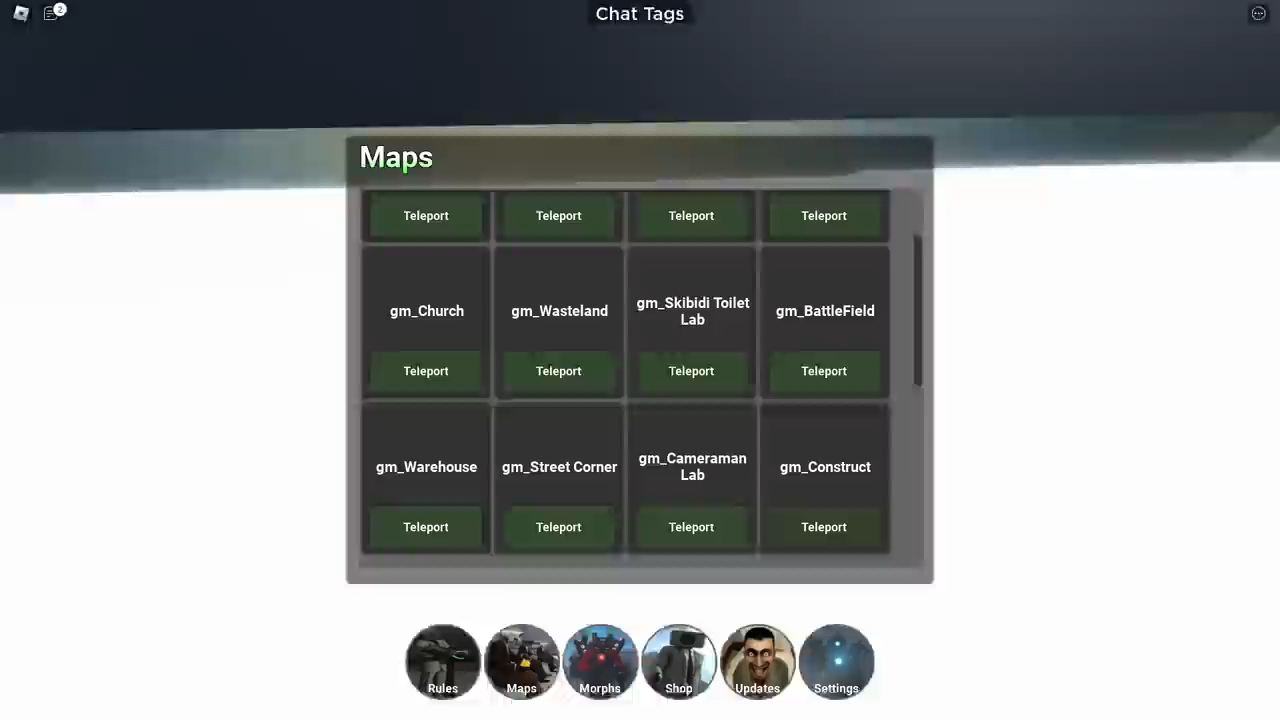 2
Chat Tags
Maps
Teleport Teleport Teleport Teleport
gm_Church gm_Wasteland gm_Skibidi Toilet Lab gm_BattleField
Teleport Teleport Teleport Teleport
gm_Warehouse gm_Street Corner gm_Cameraman Lab gm_Construct
Teleport Teleport Teleport Teleport
Rules Maps Morphs Shop Updates Settings